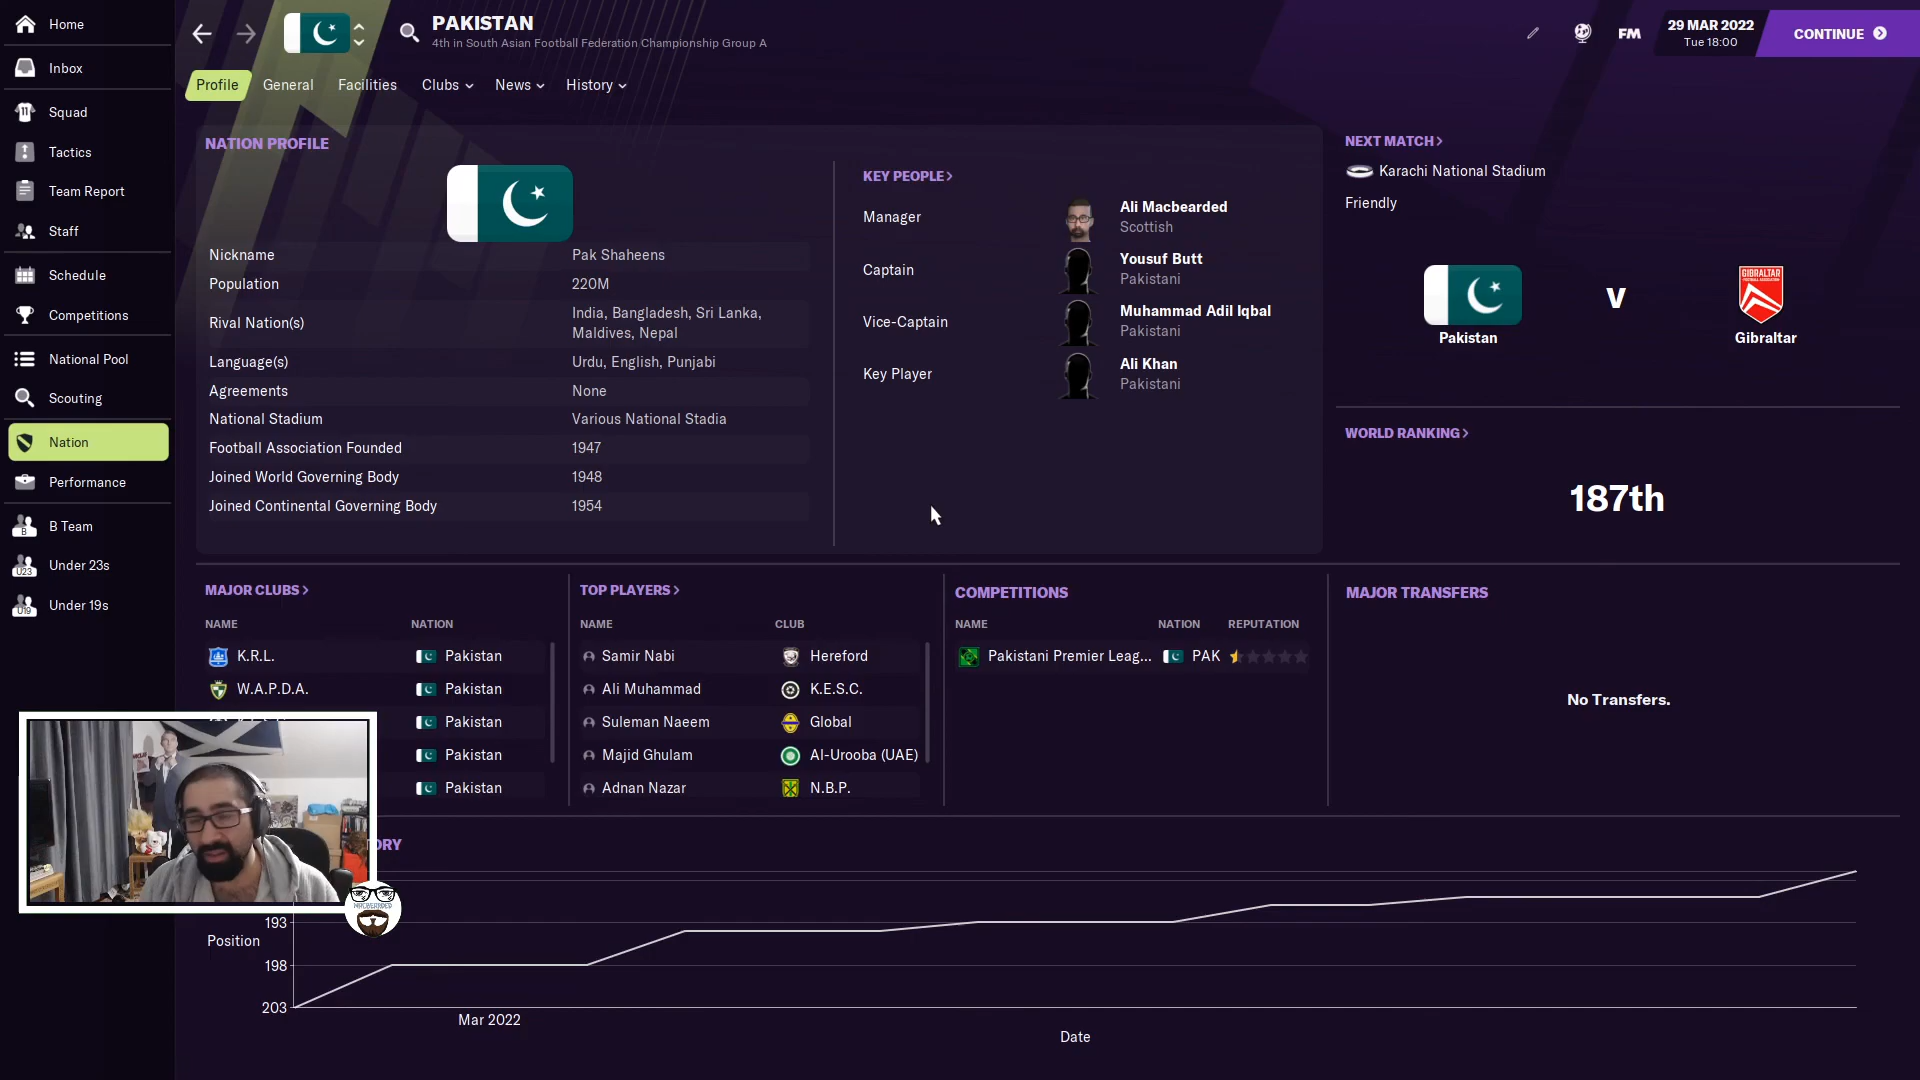 Home
Inbox
Squad
Tactics
Team Report
Staff
Schedule
Competitions
National Pool
Scouting
Nation
Performance
B Team
Under 23s
Under 19s
PAKISTAN
4th in South Asian Football Federation Championship Group A
FM
29 MAR 2022
Tue 18:00
CONTINUE
Profile
General
Facilities
Clubs
News
History
NATION PROFILE
Nickname Pak Shaheens
Population 220M
Rival Nation(s) India, Bangladesh, Sri Lanka,
Maldives, Nepal
Language(s) Urdu, English, Punjabi
Agreements None
National Stadium Various National Stadia
Football Association Founded 1947
Joined World Governing Body 1948
Joined Continental Governing Body 1954
KEY PEOPLE
Manager Ali Macbearded
Scottish
Captain Yousuf Butt
Pakistani
Vice-Captain Muhammad Adil Iqbal
Pakistani
Key Player Ali Khan
Pakistani
NEXT MATCH
Karachi National Stadium
Friendly
V
GIBRALTAR
Pakistan Gibraltar
WORLD RANKING
187th
MAJOR CLUBS
NAME NATION
K.R.L. Pakistan
W.A.P.D.A. Pakistan
Pakistan
Pakistan
Pakistan
TOP PLAYERS
NAME CLUB
Samir Nabi Hereford
Ali Muhammad K.E.S.C.
Suleman Naeem Global
Majid Ghulam Al-Urooba (UAE)
Adnan Nazar N.B.P.
COMPETITIONS
NAME NATION REPUTATION
Pakistani Premier Leag... PAK
MAJOR TRANSFERS
No Transfers.
ORY
MACBEARDED
193
Position
198
203
Mar 2022
Date